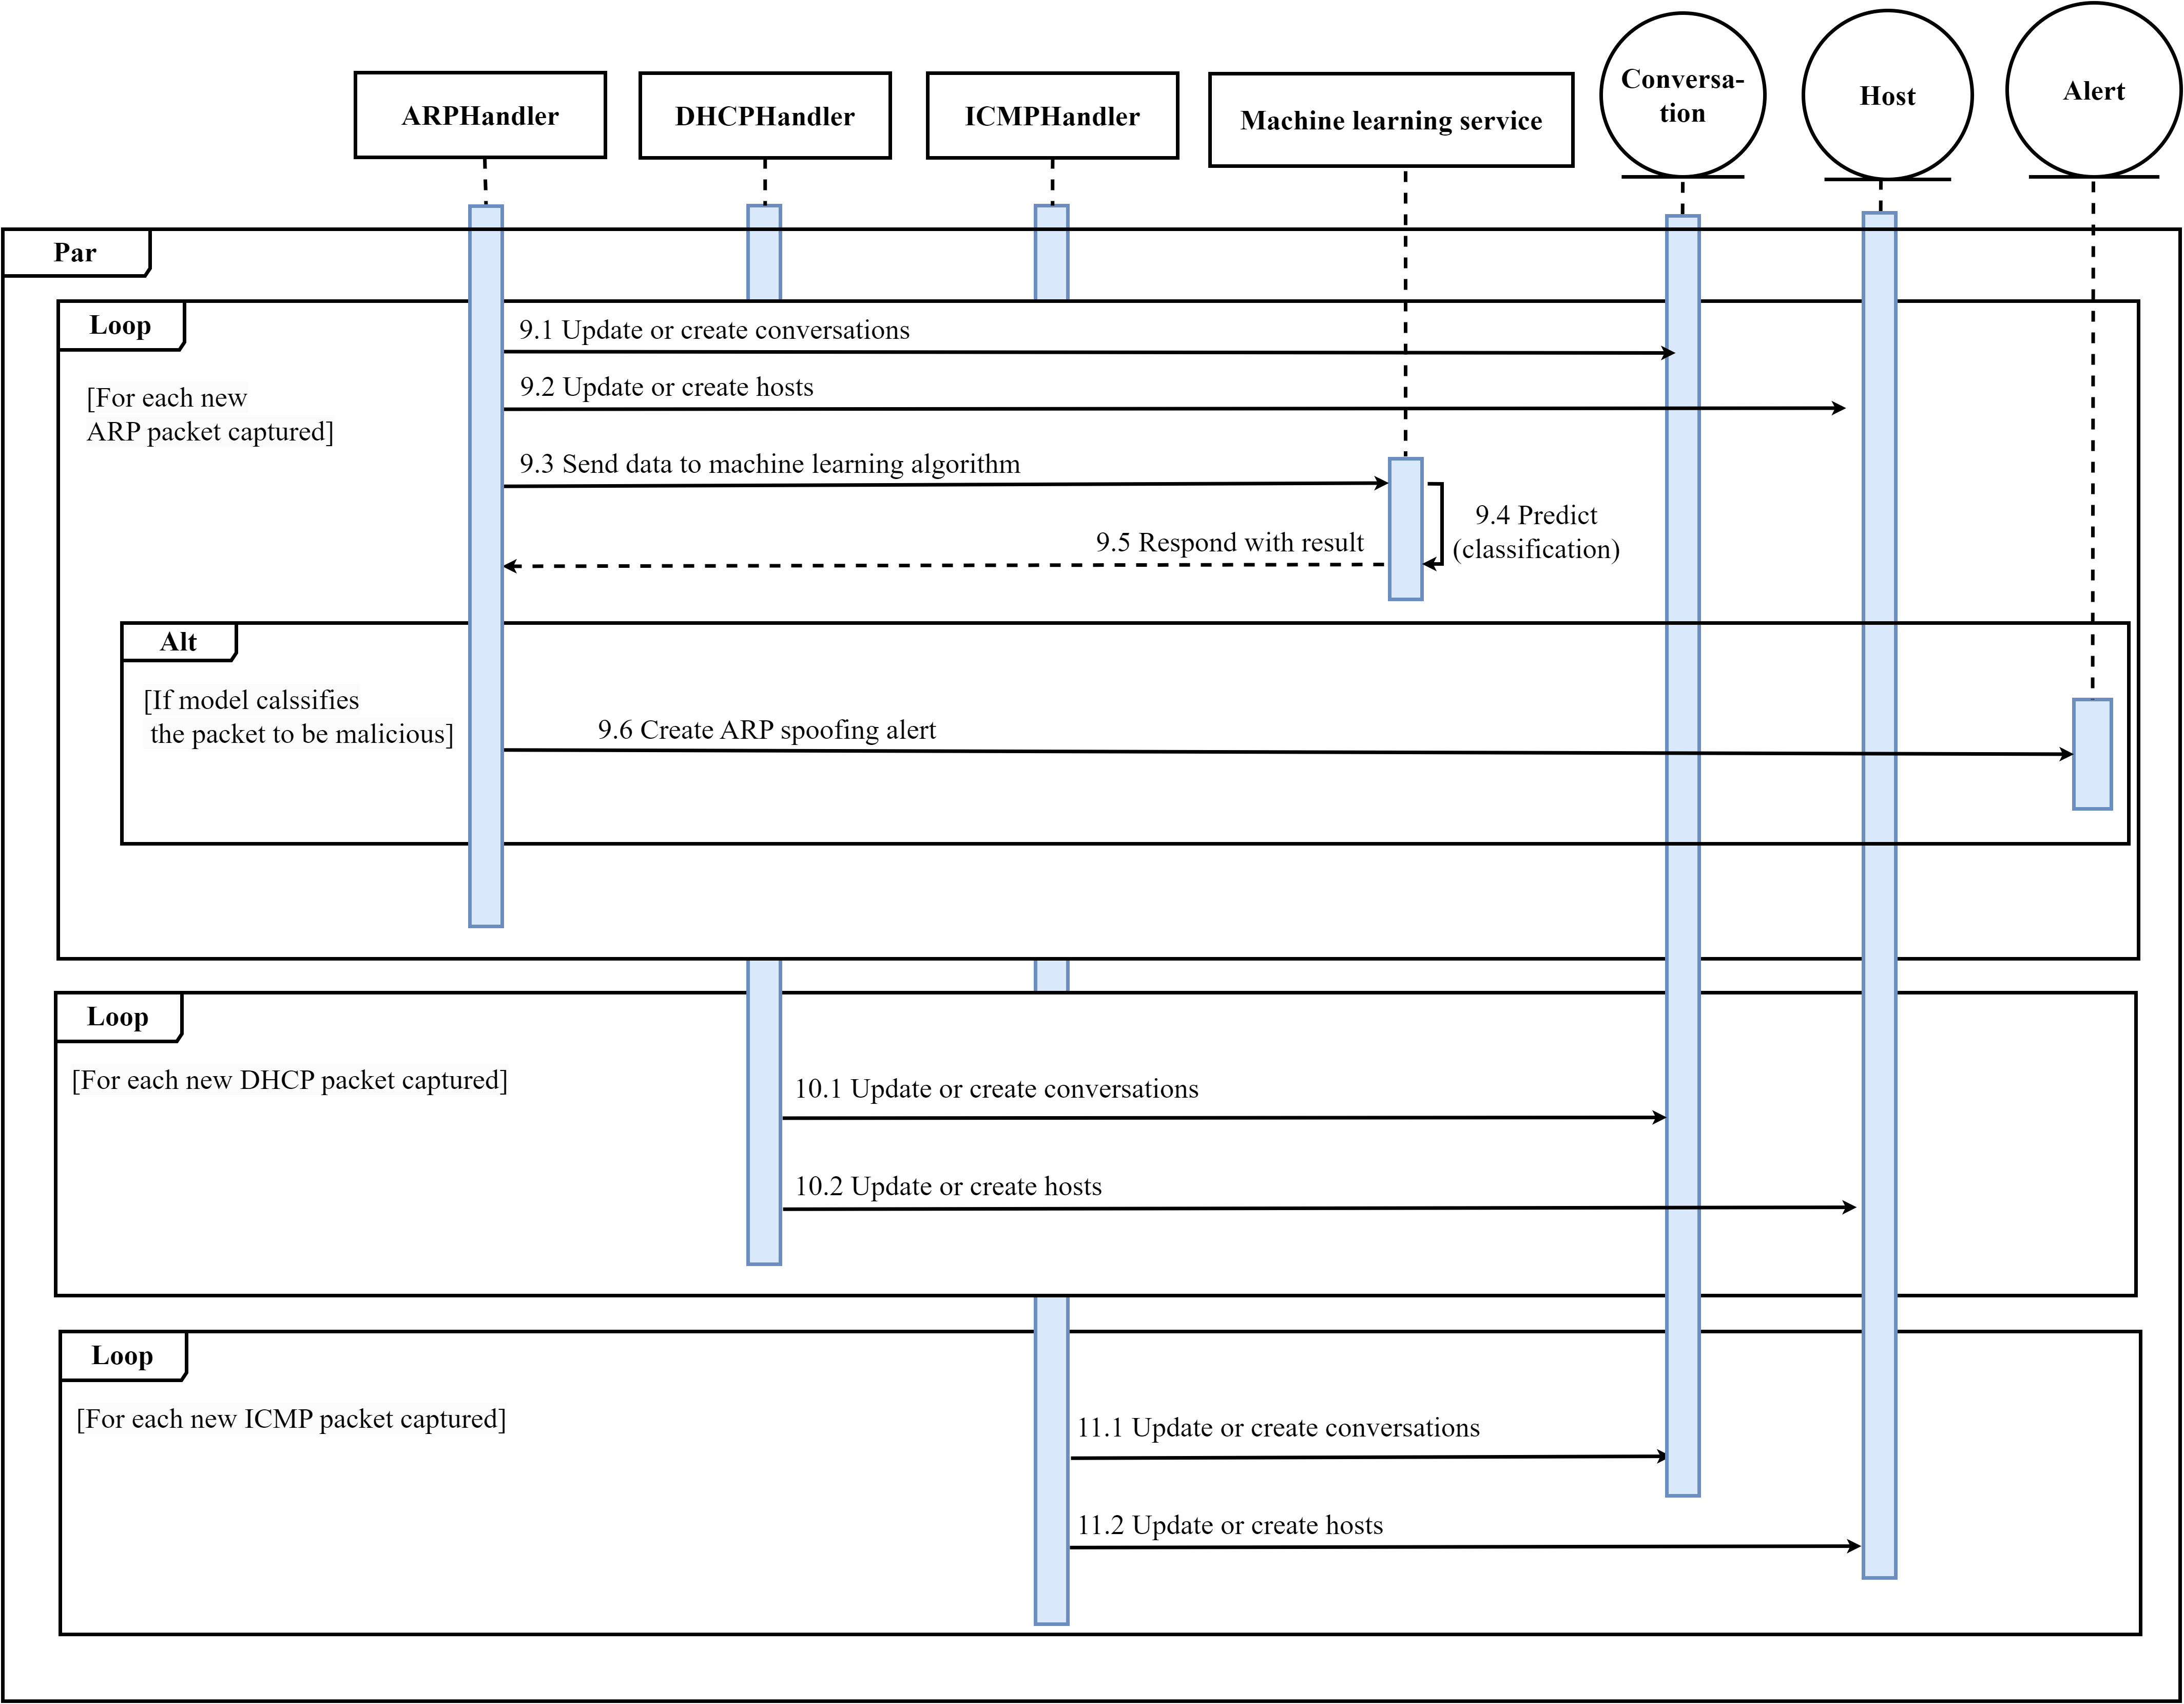 ARPHandler
DHCPHandler
ICMPHandler
Machine learning service
Conversa-
tion
Host
Alert
Par
Loop
9.1 Update or create conversations
[For each new
ARP packet captured]
9.2 Update or create hosts
9.3 Send data to machine learning algorithm
9.4 Predict
(classification)
9.5 Respond with result
Alt
[If model calssifies
the packet to be malicious]
9.6 Create ARP spoofing alert
Loop
[For each new DHCP packet captured]
10.1 Update or create conversations
10.2 Update or create hosts
Loop
[For each new ICMP packet captured]
11.1 Update or create conversations
11.2 Update or create hosts